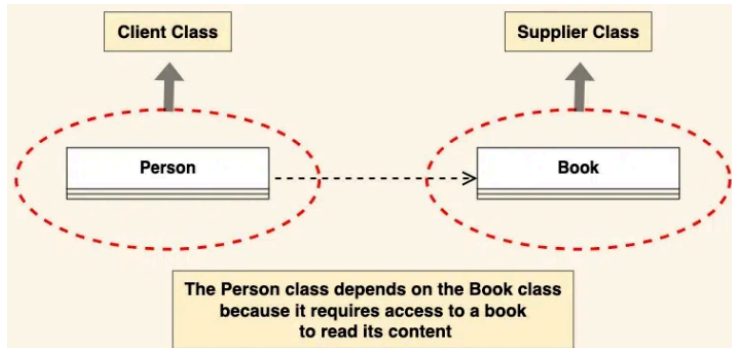 Client Class
Supplier Class
Person
Book
The Person class depends on the Book class
because it requires access to a book
to read its content